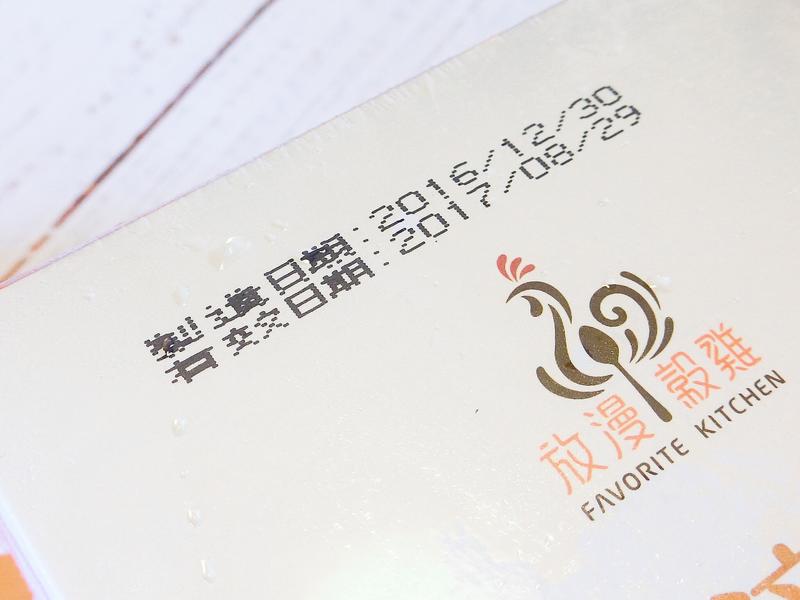 製造日期:2016/12/30
有效日期:2017/08/29
放漫穀雞
FAVORITE KITCHEN